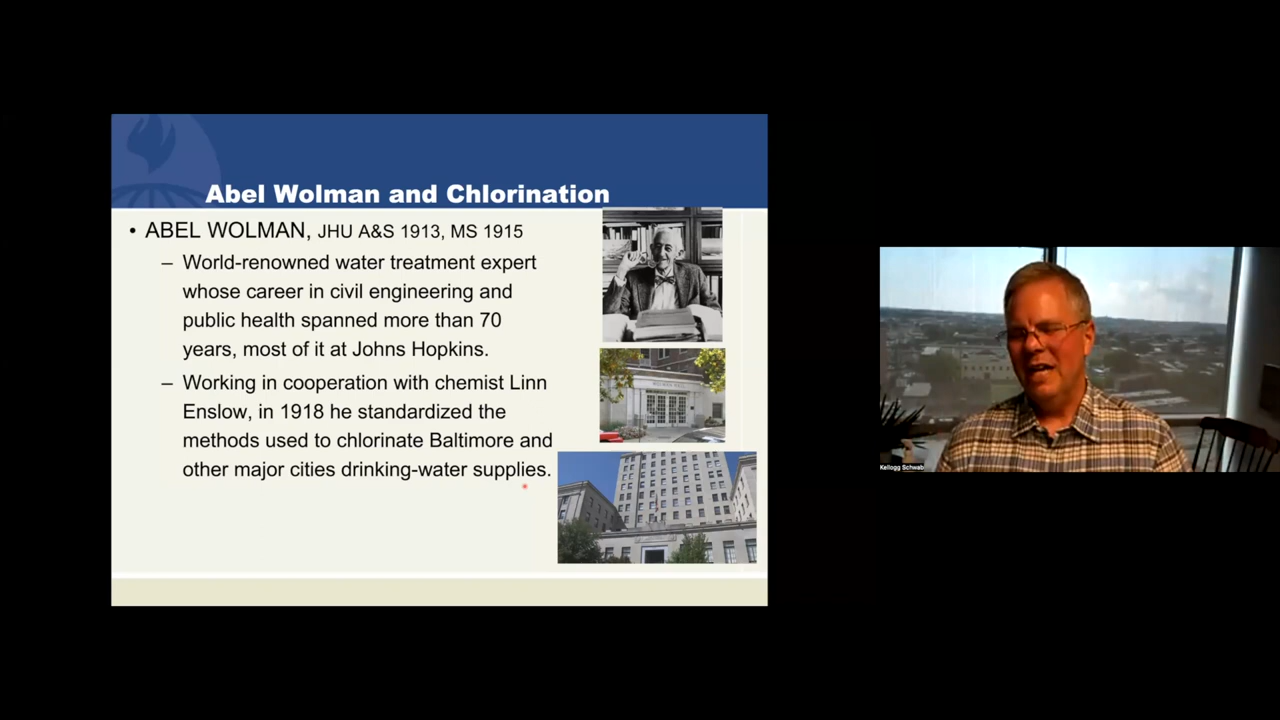 Abel Wolman and Chlorination
• ABEL WOLMAN, JHU A&S 1913, MS 1915
– World-renowned water treatment expert
whose career in civil engineering and
public health spanned more than 70
years, most of it at Johns Hopkins.
– Working in cooperation with chemist Linn
Enslow, in 1918 he standardized the
methods used to chlorinate Baltimore and
other major cities drinking-water supplies.
Kellogg Schwab